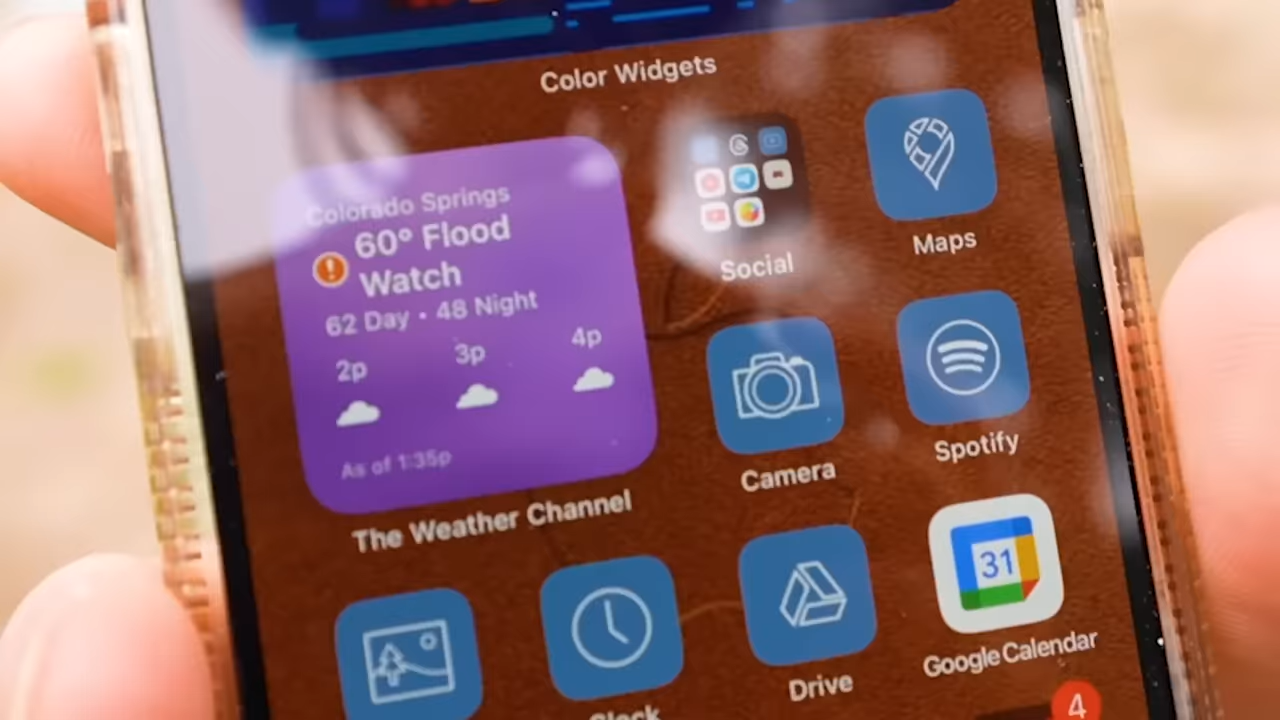 Color Widgets
Colorado Springs
60° Flood
Watch
62 Day • 48 Night
2p 3p 4p
As of 1:35p
The Weather Channel
Social
Maps
Camera
Spotify
31
Clock
Drive
Google Calendar
4